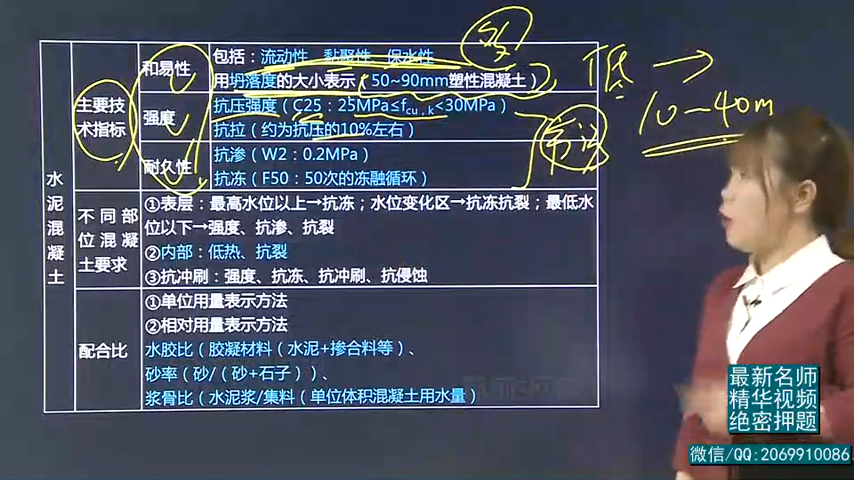 水泥混凝土
主要技术指标
和易性
包括：流动性、黏聚性、保水性
用坍落度的大小表示（50~90mm塑性混凝土）
强度
抗压强度（C25：25MPa≤fcu,k<30MPa）
抗拉（约为抗压的10%左右）
耐久性
抗渗（W2：0.2MPa）
抗冻（F50：50次的冻融循环）
不同部位混凝土要求
①表层：最高水位以上→抗冻；水位变化区→抗冻抗裂；最低水
位以下→强度、抗渗、抗裂
②内部：低热、抗裂
③抗冲刷：强度、抗冻、抗冲刷、抗侵蚀
配合比
①单位用量表示方法
②相对用量表示方法
水胶比（胶凝材料（水泥+掺合料等）、
砂率（砂/（砂+石子））、
浆骨比（水泥浆/集料（单位体积混凝土用水量）
低→
10—40m
最新名师
精华视频
绝密押题
微信/QQ:2069910086